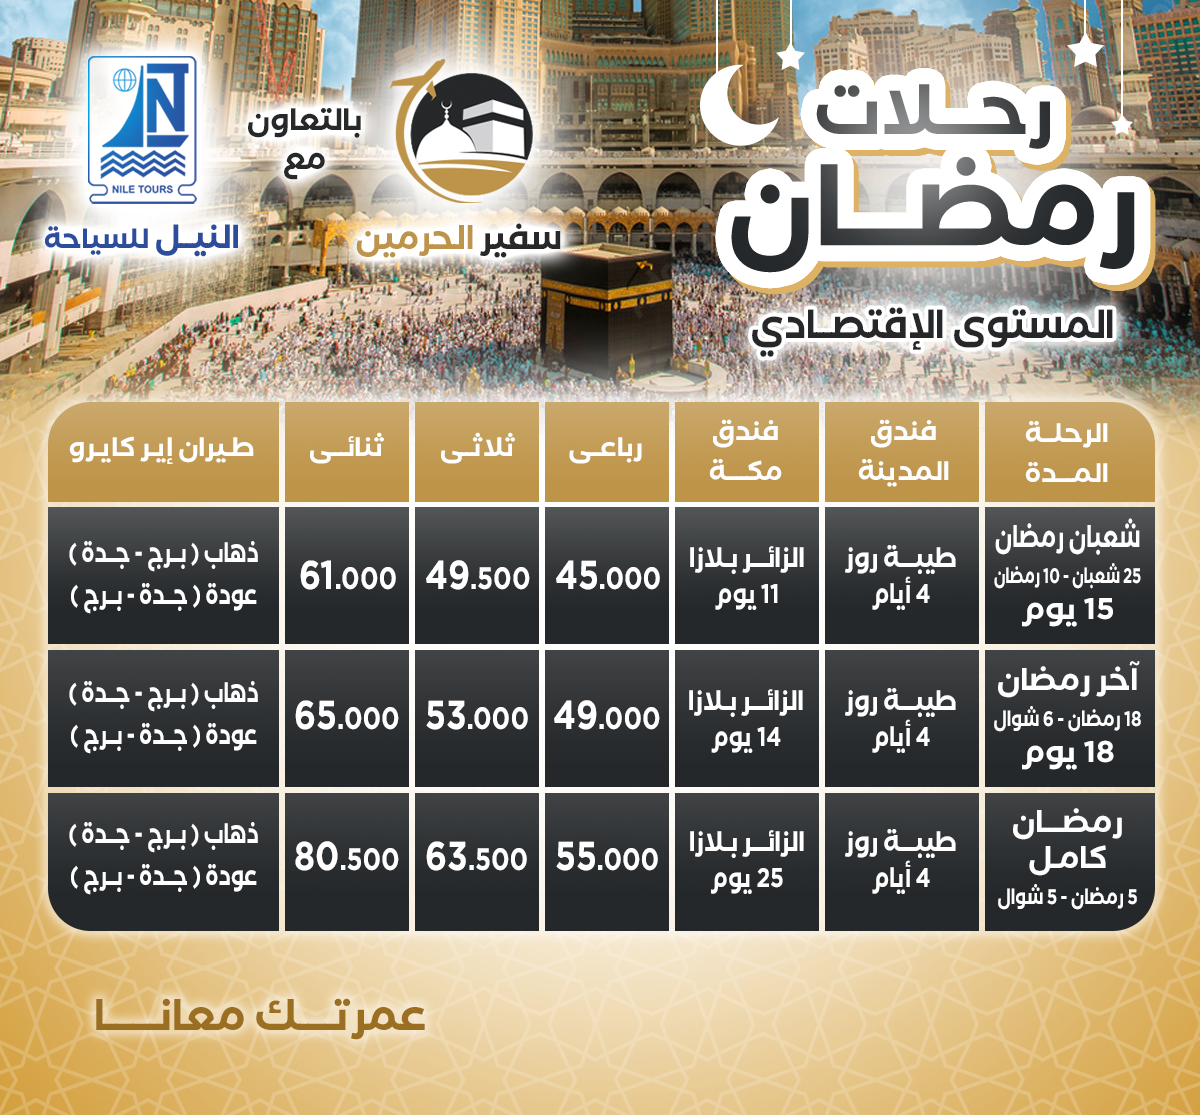 رحلات
رمضان
المستوى الإقتصادي
سفير الحرمين
بالتعاون
مع
NILE TOURS
النيل للسياحة
الرحلة
المدة
فندق
المدينة
فندق
مكة
رباعى
ثلاثى
ثنائى
طيران إير كايرو
شعبان رمضان
25 شعبان - 10 رمضان
15 يوم
طيبة روز
4 أيام
الزائر بلازا
11 يوم
45.000
49.500
61.000
ذهاب ( برج - جدة )
عودة ( جدة - برج )
آخر رمضان
18 رمضان - 6 شوال
18 يوم
طيبة روز
4 أيام
الزائر بلازا
14 يوم
49.000
53.000
65.000
ذهاب ( برج - جدة )
عودة ( جدة - برج )
رمضان
كامل
5 رمضان - 5 شوال
طيبة روز
4 أيام
الزائر بلازا
25 يوم
55.000
63.500
80.500
ذهاب ( برج - جدة )
عودة ( جدة - برج )
عمرتك معانا